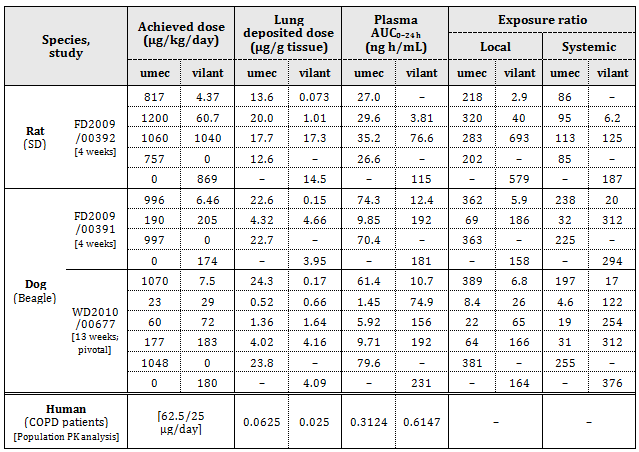 Species, study | Achieved dose (µg/kg/day) | Lung deposited dose (µg/g tissue) | Plasma AUC0–24 h (ng h/mL) | Exposure ratio
Local | Systemic
umec | vilant | umec | vilant | umec | vilant | umec | vilant | umec | vilant
Rat (SD) | FD2009/00392 [4 weeks] | 817 | 4.37 | 13.6 | 0.073 | 27.0 | – | 218 | 2.9 | 86 | –
1200 | 60.7 | 20.0 | 1.01 | 29.6 | 3.81 | 320 | 40 | 95 | 6.2
1060 | 1040 | 17.7 | 17.3 | 35.2 | 76.6 | 283 | 693 | 113 | 125
757 | 0 | 12.6 | – | 26.6 | – | 202 | – | 85 | –
0 | 869 | – | 14.5 | – | 115 | – | 579 | – | 187
Dog (Beagle) | FD2009/00391 [4 weeks] | 996 | 6.46 | 22.6 | 0.15 | 74.3 | 12.4 | 362 | 5.9 | 238 | 20
190 | 205 | 4.32 | 4.66 | 9.85 | 192 | 69 | 186 | 32 | 312
997 | 0 | 22.7 | – | 70.4 | – | 363 | – | 225 | –
0 | 174 | – | 3.95 | – | 181 | – | 158 | – | 294
WD2010/00677 [13 weeks; pivotal] | 1070 | 7.5 | 24.3 | 0.17 | 61.4 | 10.7 | 389 | 6.8 | 197 | 17
23 | 29 | 0.52 | 0.66 | 1.45 | 74.9 | 8.4 | 26 | 4.6 | 122
60 | 72 | 1.36 | 1.64 | 5.92 | 156 | 22 | 65 | 19 | 254
177 | 183 | 4.02 | 4.16 | 9.71 | 192 | 64 | 166 | 31 | 312
1048 | 0 | 23.8 | – | 79.6 | – | 381 | – | 255 | –
0 | 180 | – | 4.09 | – | 231 | – | 164 | – | 376
Human (COPD patients) [Population PK analysis] | [62.5/25 µg/day] | 0.0625 | 0.025 | 0.3124 | 0.6147 | – | –